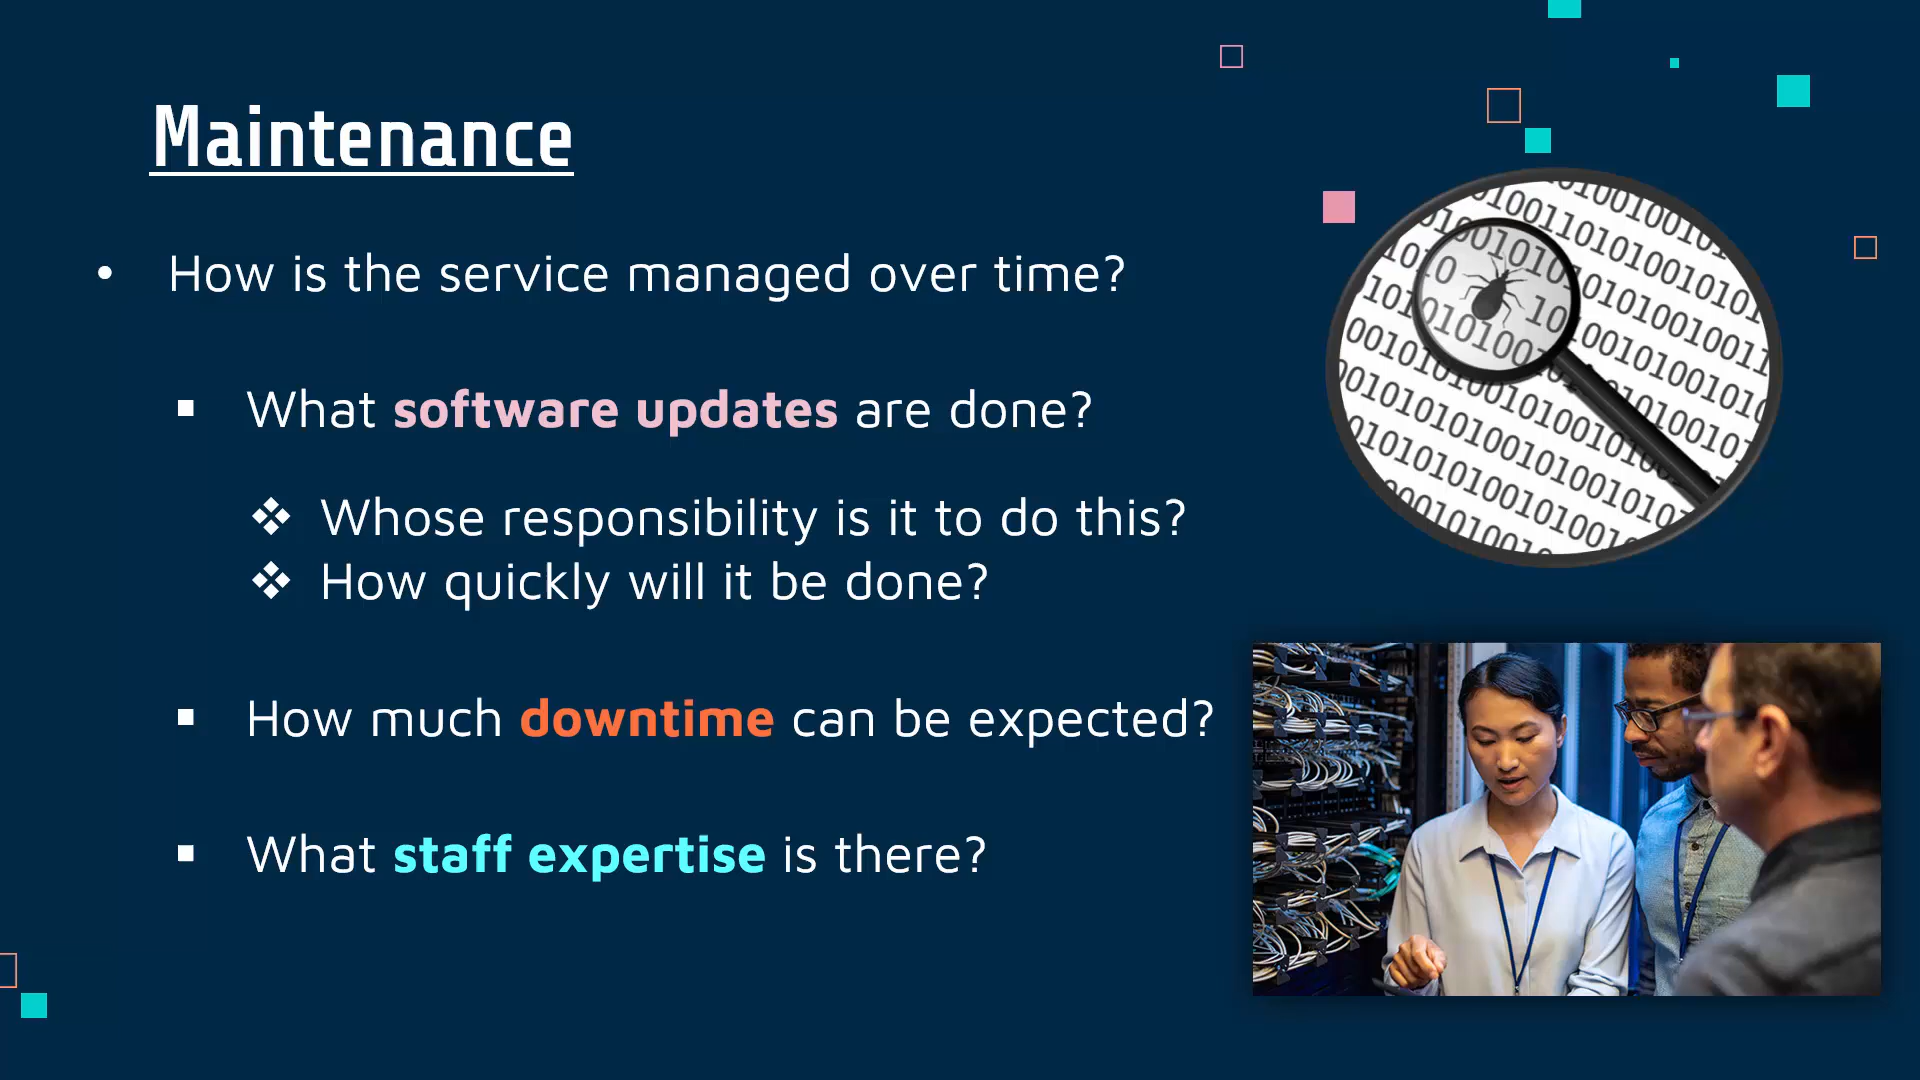 Maintenance
• How is the service managed over time?
▪ What software updates are done?
❖ Whose responsibility is it to do this?
❖ How quickly will it be done?
▪ How much downtime can be expected?
▪ What staff expertise is there?